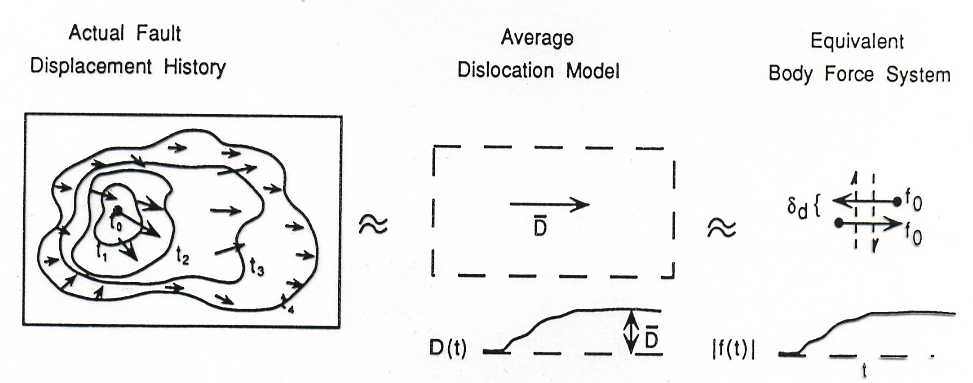 Actual Fault
Displacement History
Average
Dislocation Model
Equivalent
Body Force System
t₀
t₁
t₂
t₃
t₄
≈
D̅
≈
δd {
f₀
f₀
D(t)
D̅
|f(t)|
t